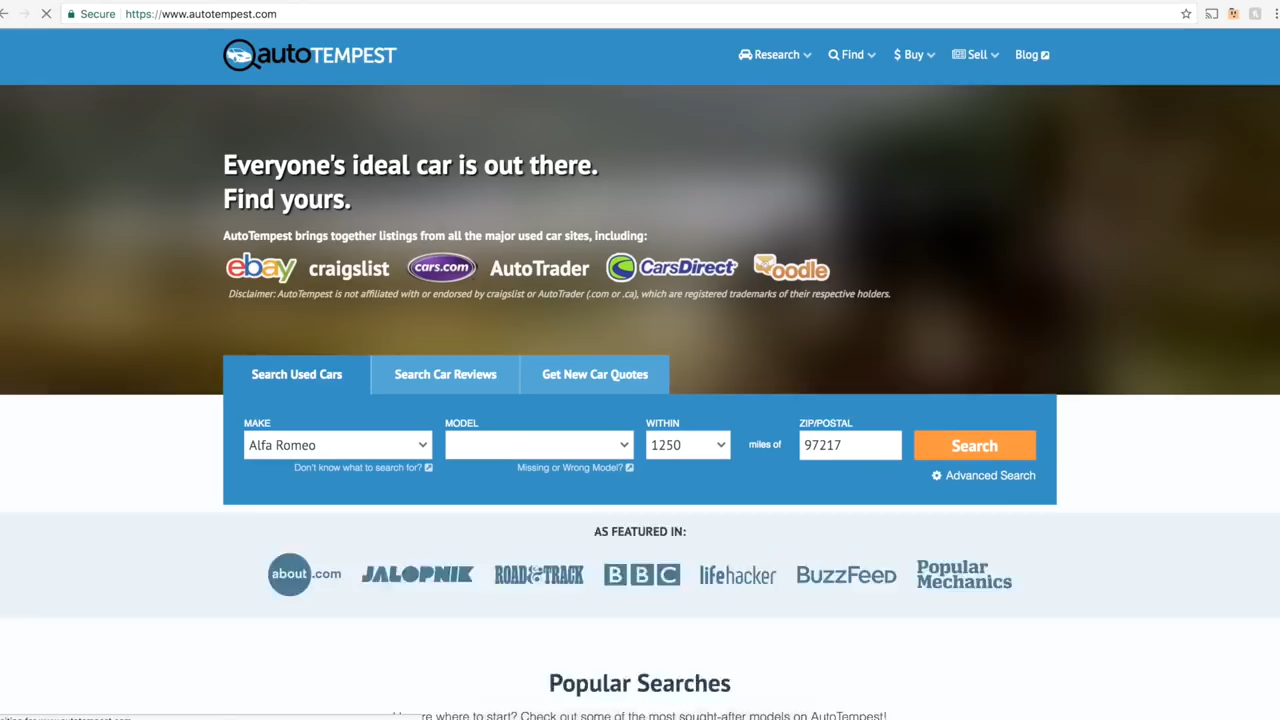 Secure https://www.autotempest.com
autoTEMPEST Research Find $ Buy Sell Blog
Everyone's ideal car is out there.
Find yours.
AutoTempest brings together listings from all the major used car sites, including:
ebay craigslist cars.com AutoTrader CarsDirect oodle
Disclaimer: AutoTempest is not affiliated with or endorsed by craigslist or AutoTrader (.com or .ca), which are registered trademarks of their respective holders.
Search Used Cars Search Car Reviews Get New Car Quotes
MAKE MODEL WITHIN ZIP/POSTAL
Alfa Romeo 1250 miles of 97217 Search
Don't know what to search for? Missing or Wrong Model? Advanced Search
AS FEATURED IN:
about.com JALOPNIK ROAD & TRACK BBC lifehacker BUZZFEED Popular Mechanics
Popular Searches
where to start? Check out some of the most sought-after models on AutoTempest!